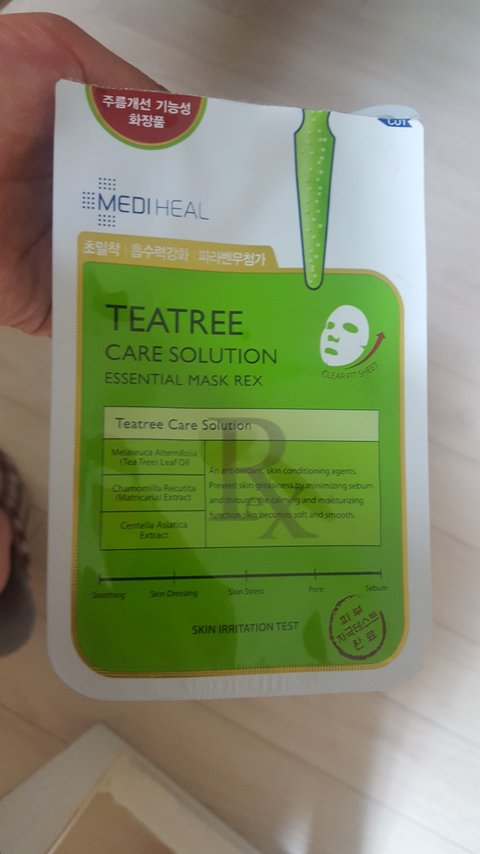 주름개선 기능성
화장품
CUT
MEDIHEAL
초밀착 | 흡수력강화 | 파라벤무첨가
TEATREE
CARE SOLUTION
ESSENTIAL MASK REX
CLEAR FIT SHEET
Teatree Care Solution
Rx
Melaleuca Alternifolia
(Tea Tree) Leaf Oil
Chamomilla Recutita
(Matricaria) Extract
Centella Asiatica
Extract
An antioxidant, skin conditioning agents.
Prevent skin greasiness by minimizing sebum
and through the calming and moisturizing
function,skin becomes soft and smooth.
Soothing Skin Dressing Skin Stress Pore Sebum
SKIN IRRITATION TEST
피부
자극테스트
완료